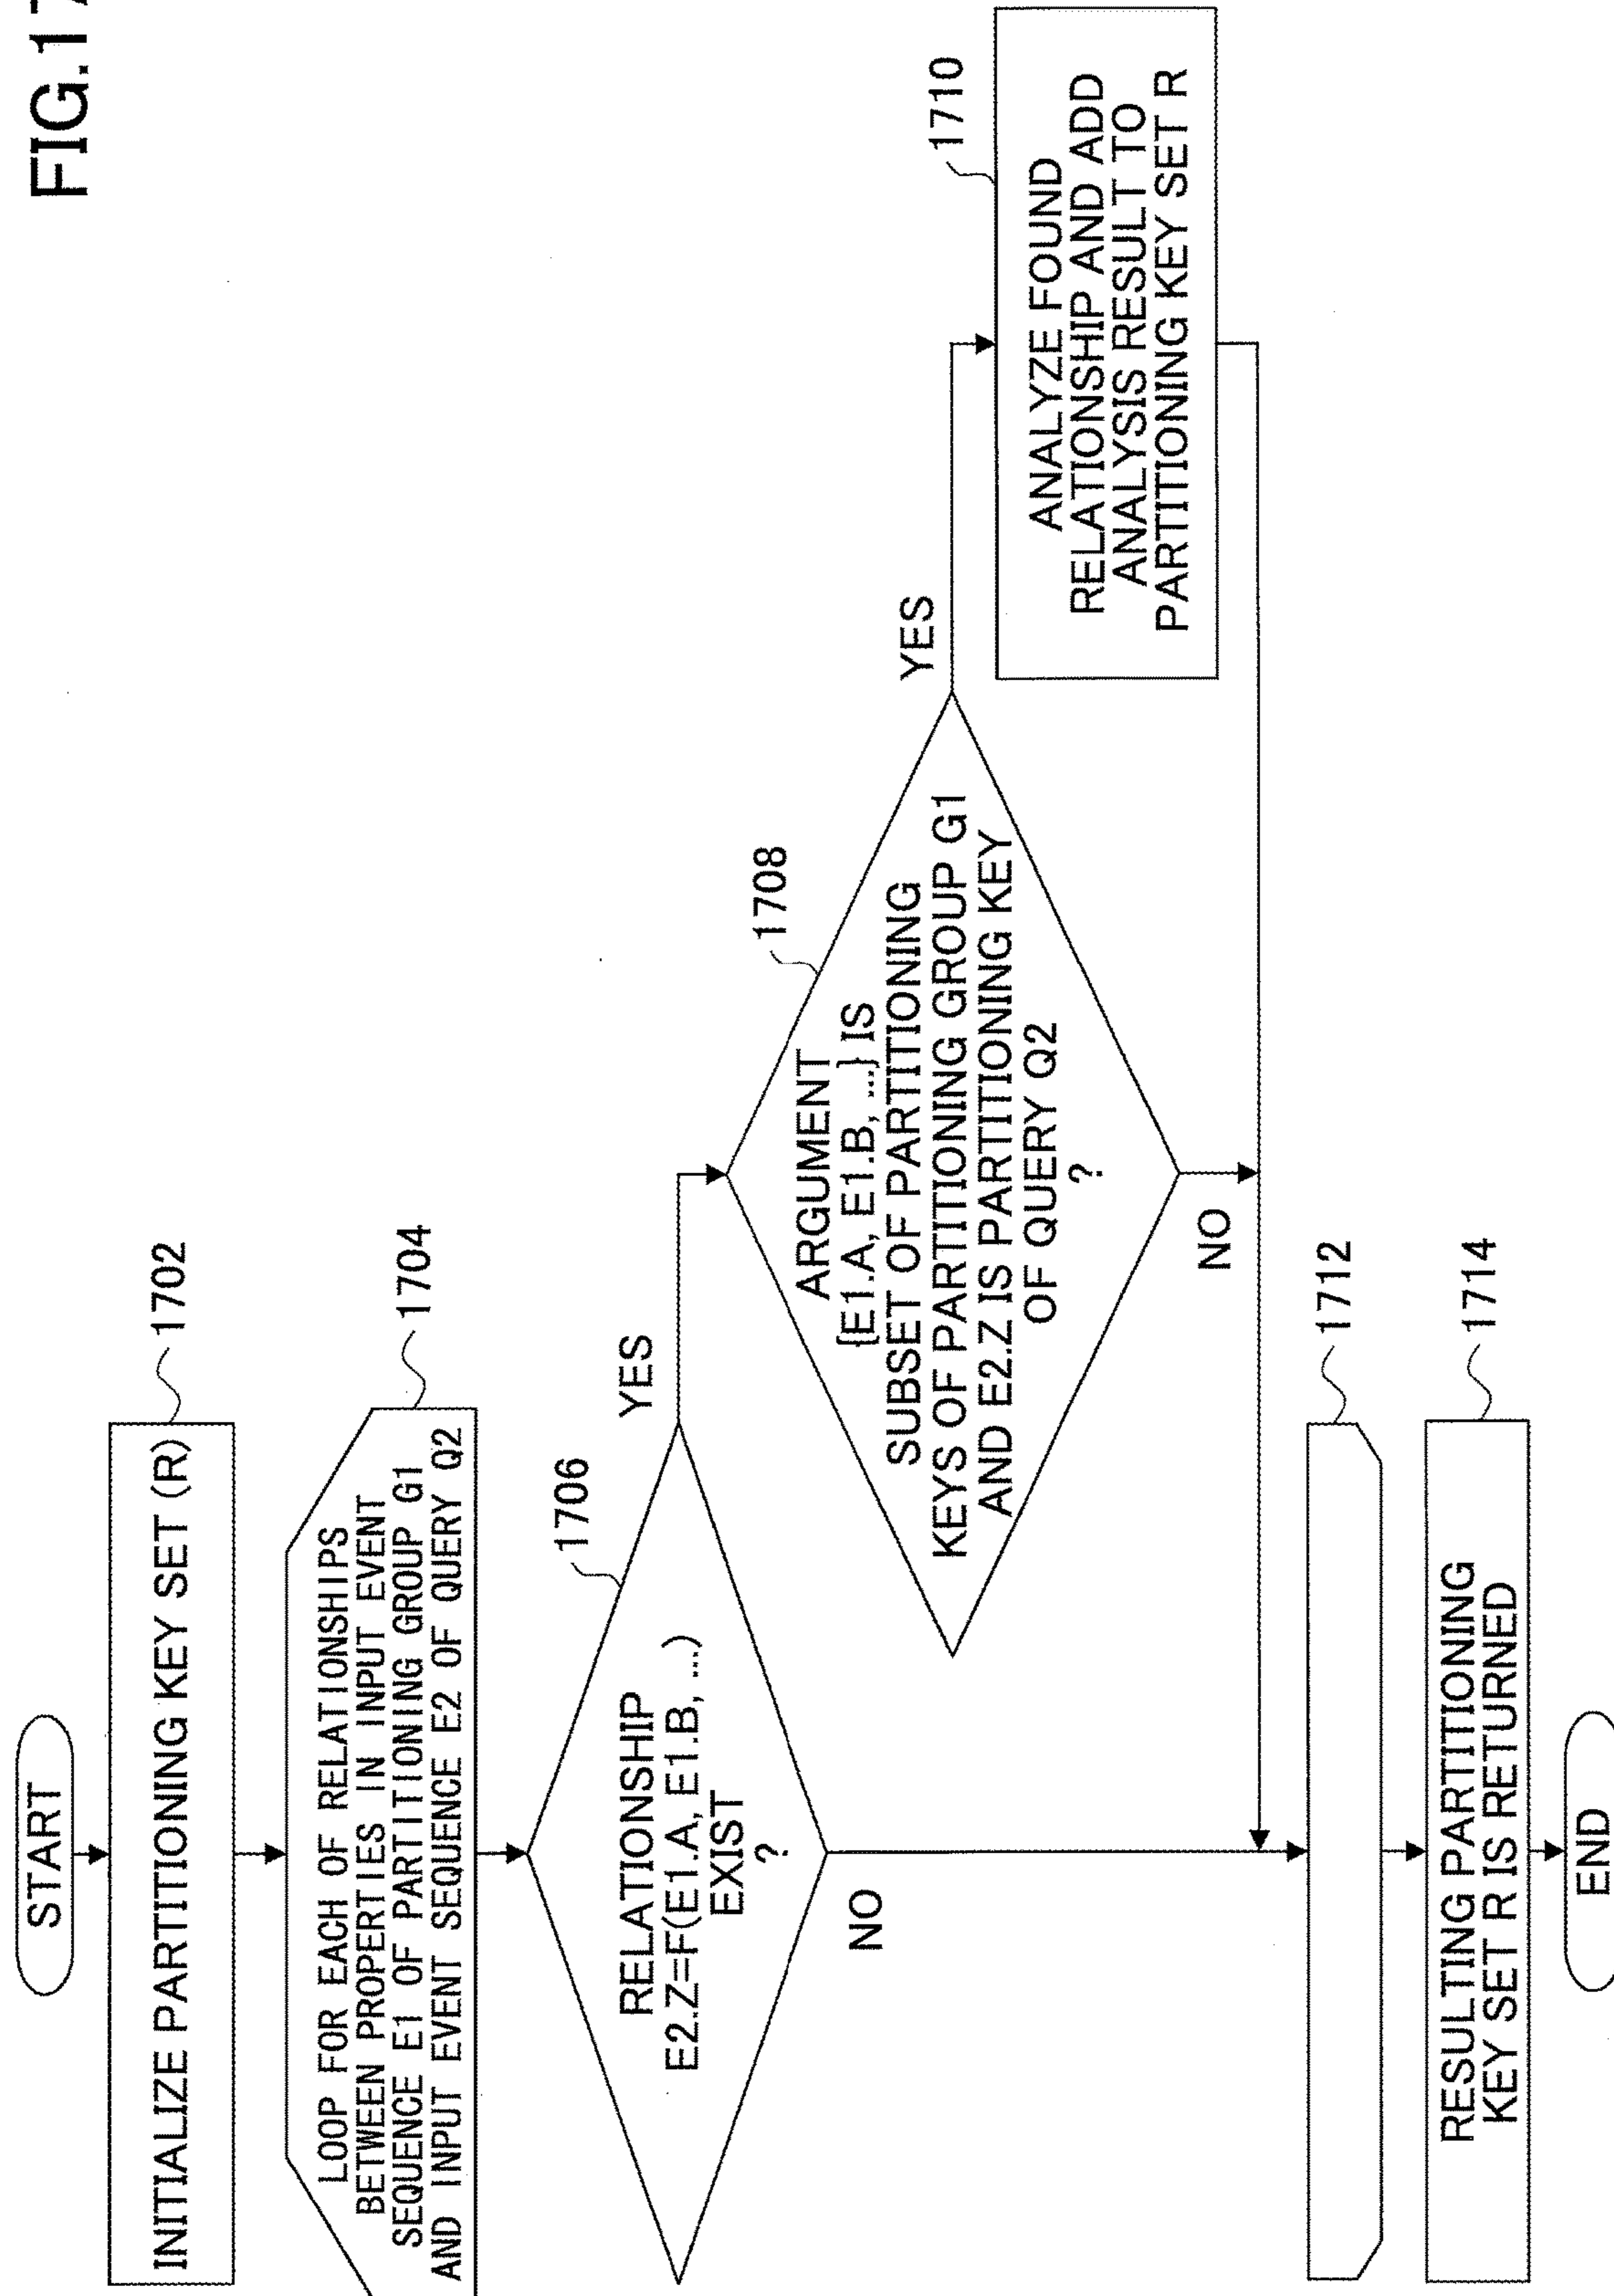 FIG.17
START
INITIALIZE PARTITIONING KEY SET (R)
1702
LOOP FOR EACH OF RELATIONSHIPS
BETWEEN PROPERTIES IN INPUT EVENT
SEQUENCE E1 OF PARTITIONING GROUP G1
AND INPUT EVENT SEQUENCE E2 OF QUERY Q2
1704
RELATIONSHIP
E2.Z=F(E1.A, E1.B, ...)
EXIST
?
1706
YES
NO
ARGUMENT
{E1.A, E1.B, ...} IS
SUBSET OF PARTITIONING
KEYS OF PARTITIONING GROUP G1
AND E2.Z IS PARTITIONING KEY
OF QUERY Q2
?
1708
YES
NO
ANALYZE FOUND
RELATIONSHIP AND ADD
ANALYSIS RESULT TO
PARTITIONING KEY SET R
1710
1712
RESULTING PARTITIONING
KEY SET R IS RETURNED
1714
END